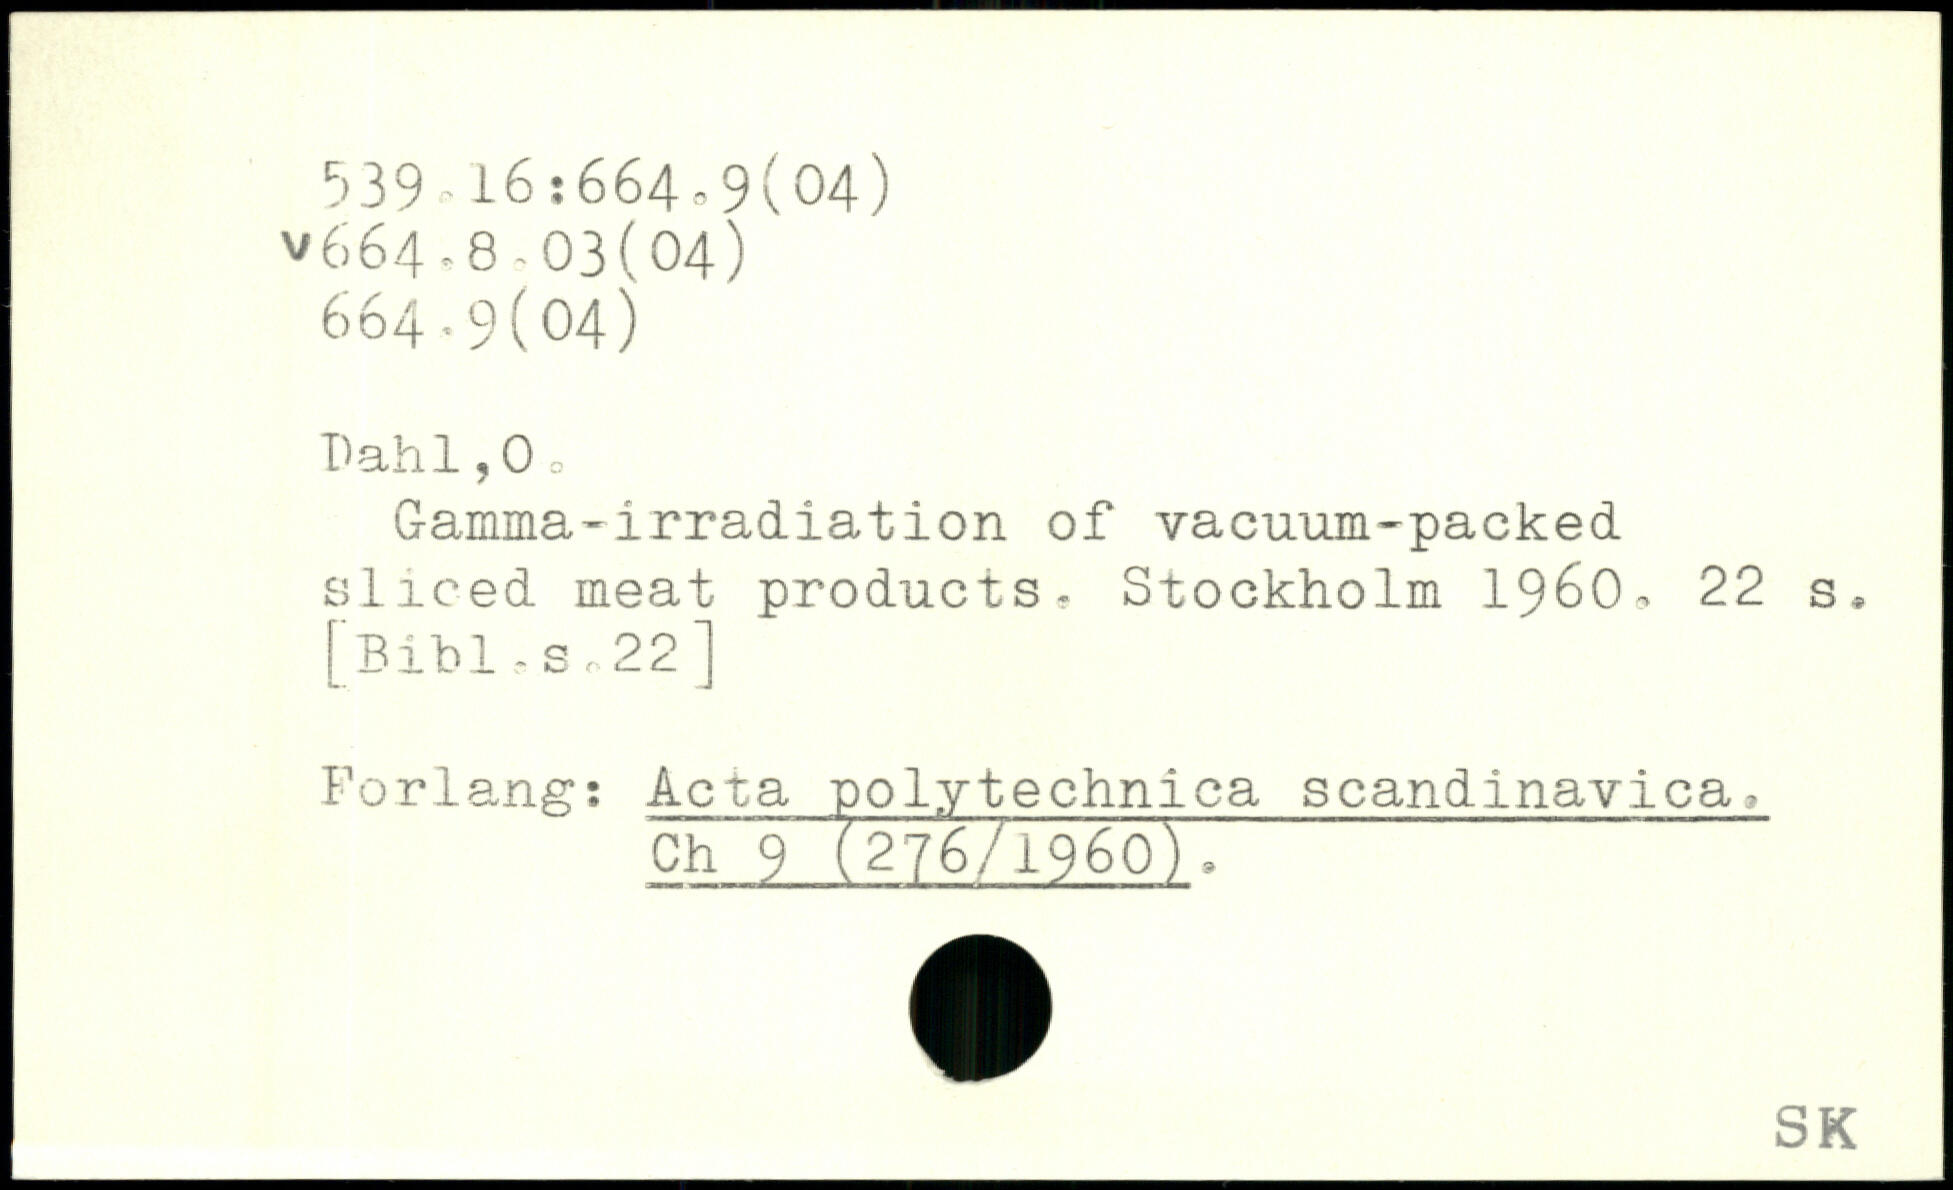 539.16:664.9(04)
v664.8.03(04)
664.9(04)
Dahl,O.
Gamma-irradiation of vacuum-packed
sliced meat products. Stockholm 1960. 22 s.
[Bibl.s.22]
Forlang: Acta polytechnica scandinavica.
Ch 9 (276/1960).
SK